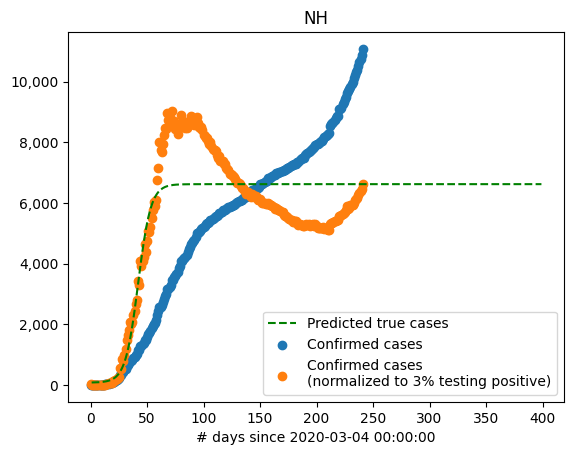 NH
10,000
8,000
6,000
4,000
2,000
0
Predicted true cases
Confirmed cases
Confirmed cases
(normalized to 3% testing positive)
0 50 100 150 200 250 300 350 400
# days since 2020-03-04 00:00:00